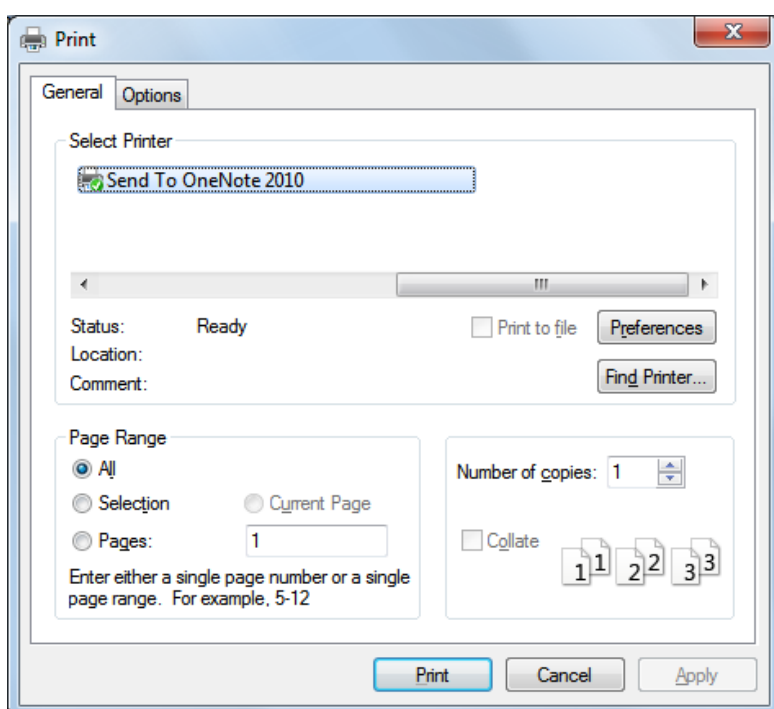 Print
General Options
Select Printer
Send To OneNote 2010
Status: Ready Print to file Preferences
Location:
Comment: Find Printer...
Page Range
All Number of copies: 1
Selection Current Page
Pages: 1 Collate 1 1 2 2 3 3
Enter either a single page number or a single
page range. For example, 5-12
Print Cancel Apply